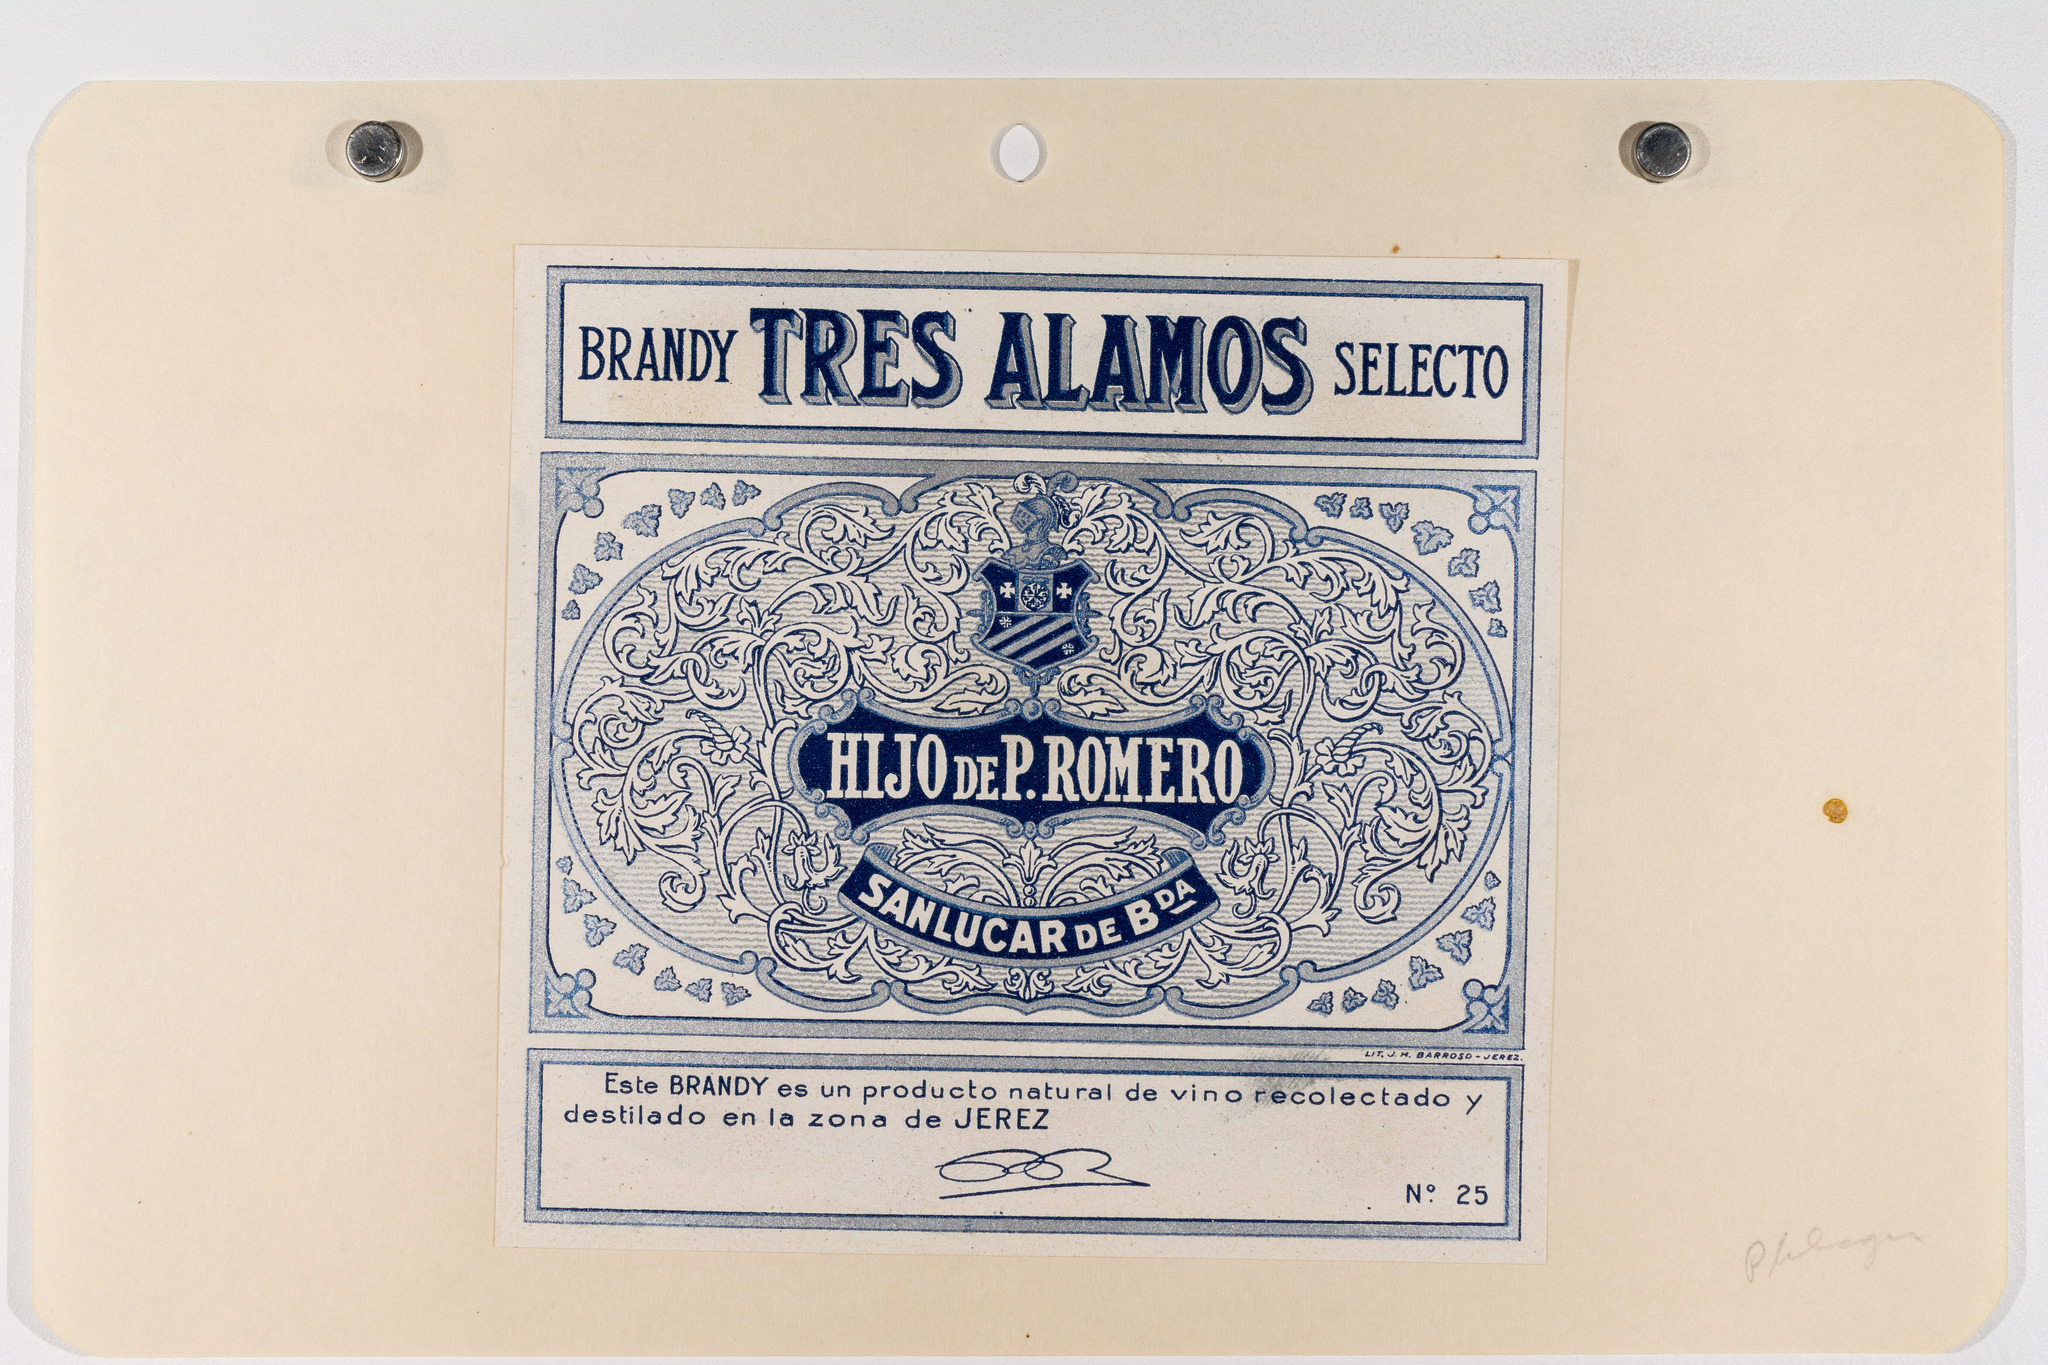 BRANDY TRES ALAMOS SELECTO
HIJO DE P. ROMERO
SANLUCAR DE BDA
LIT. J. M. BARROSO - JEREZ.
Este BRANDY es un producto natural de vino recolectado y
destilado en la zona de JEREZ
Nº 25